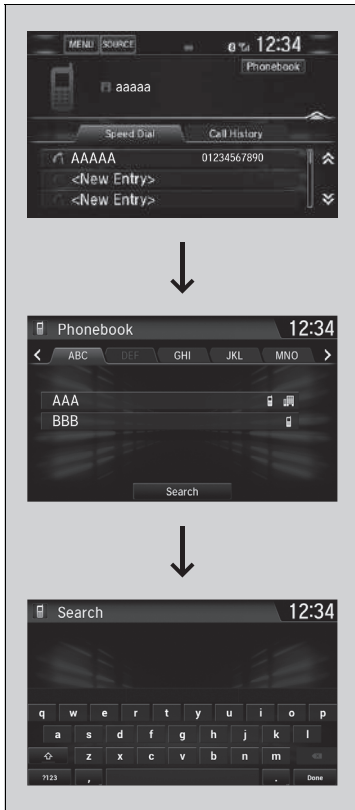 MENU SOURCE 12:34
Phonebook
aaaaa
Speed Dial Call History
AAAAA 01234567890
<New Entry>
<New Entry>
Phonebook 12:34
ABC DEF GHI JKL MNO
AAA
BBB
Search
Search 12:34
q w e r t y u i o p
a s d f g h j k l
z x c v b n m
?123 , . Done